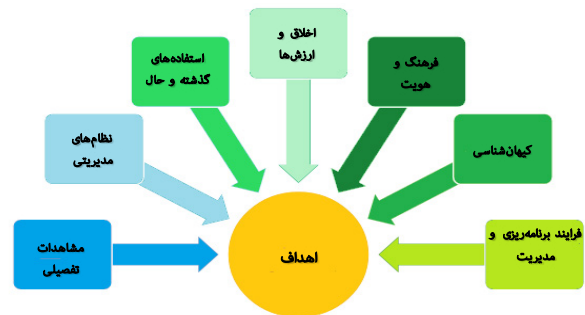 اخلاق و
ارزش‌ها
استفاده‌های
گذشته و حال
فرهنگ و
هویت
نظام‌های
مدیریتی
کیهان‌شناسی
مشاهدات
تفصیلی
فرایند برنامه‌ریزی و
مدیریت
اهداف